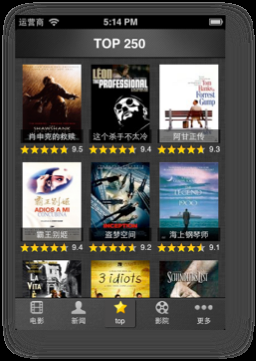 运营商 5:14 PM
TOP 250
THE
SHAWSHANK
肖申克的救赎
9.5
LEON
THE PROFESSIONAL
这个杀手不太冷
9.4
Tom
Hanks
Forrest
Gump
阿甘正传
9.3
霸王别姬
ADIOS A MI
CONCUBINA
霸王别姬
9.4
INCEPTION
盗梦空间
9.2
LEGEND
海上钢琴师
9.1
LA
VITA
È
3 idiots
SCHINDLER'S LIST
电影
新闻
top
影院
更多